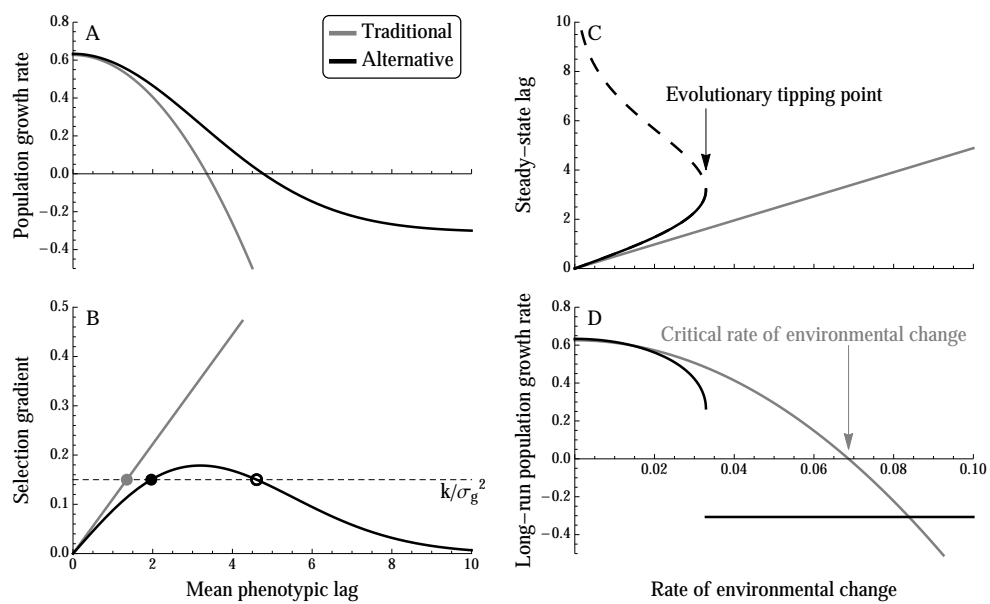 A
Traditional
Alternative
0.8
0.6
0.4
0.2
0.0
−0.2
−0.4
Population growth rate
C
10
8
6
4
2
0
Steady−state lag
Evolutionary tipping point
B
0.5
0.4
0.3
0.2
0.1
0.0
Selection gradient
k/σg²
0 2 4 6 8 10
Mean phenotypic lag
D
0.8
0.6
0.4
0.2
0.0
−0.2
−0.4
Long−run population growth rate
Critical rate of environmental change
0.02 0.04 0.06 0.08 0.10
Rate of environmental change